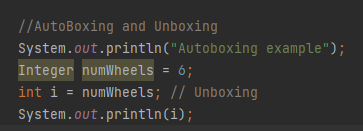 //AutoBoxing and Unboxing
System.out.println("Autoboxing example");
Integer numWheels = 6;
int i = numWheels; // Unboxing
System.out.println(i);